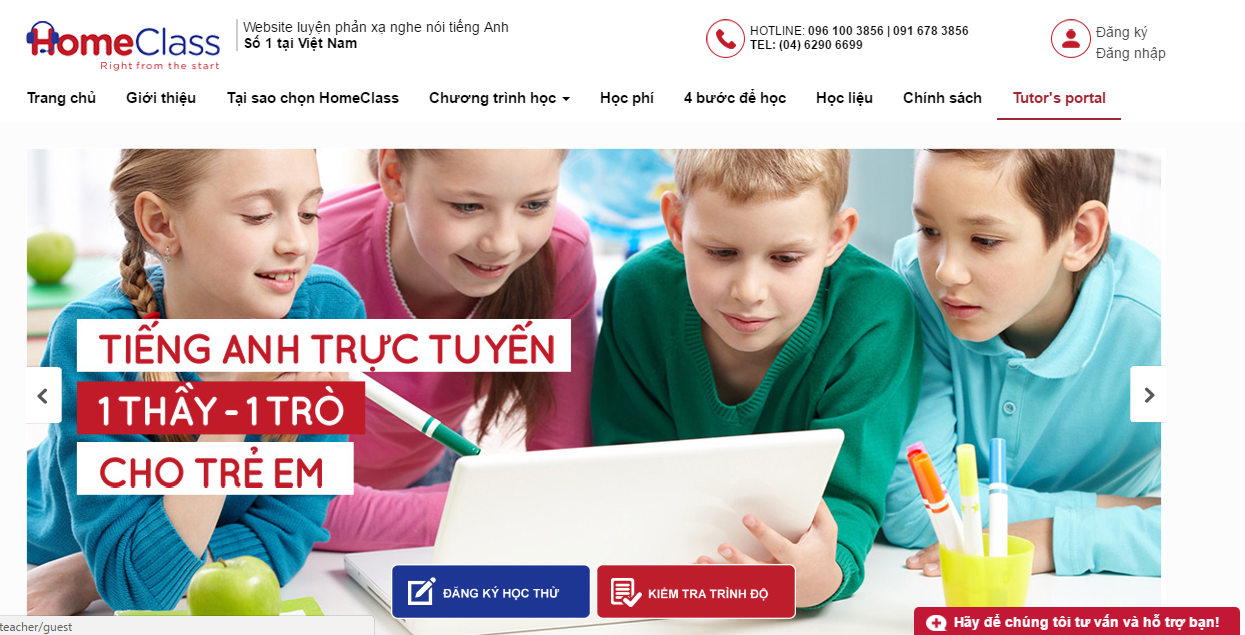 HomeClass
Right from the start
Website luyện phản xạ nghe nói tiếng Anh
Số 1 tại Việt Nam
HOTLINE: 096 100 3856 | 091 678 3856
TEL: (04) 6290 6699
Đăng ký
Đăng nhập
Trang chủ Giới thiệu Tại sao chọn HomeClass Chương trình học Học phí 4 bước để học Học liệu Chính sách Tutor's portal
TIẾNG ANH TRỰC TUYẾN
1 THẦY - 1 TRÒ
CHO TRẺ EM
ĐĂNG KÝ HỌC THỬ KIỂM TRA TRÌNH ĐỘ
Hãy để chúng tôi tư vấn và hỗ trợ bạn!
teacher/guest